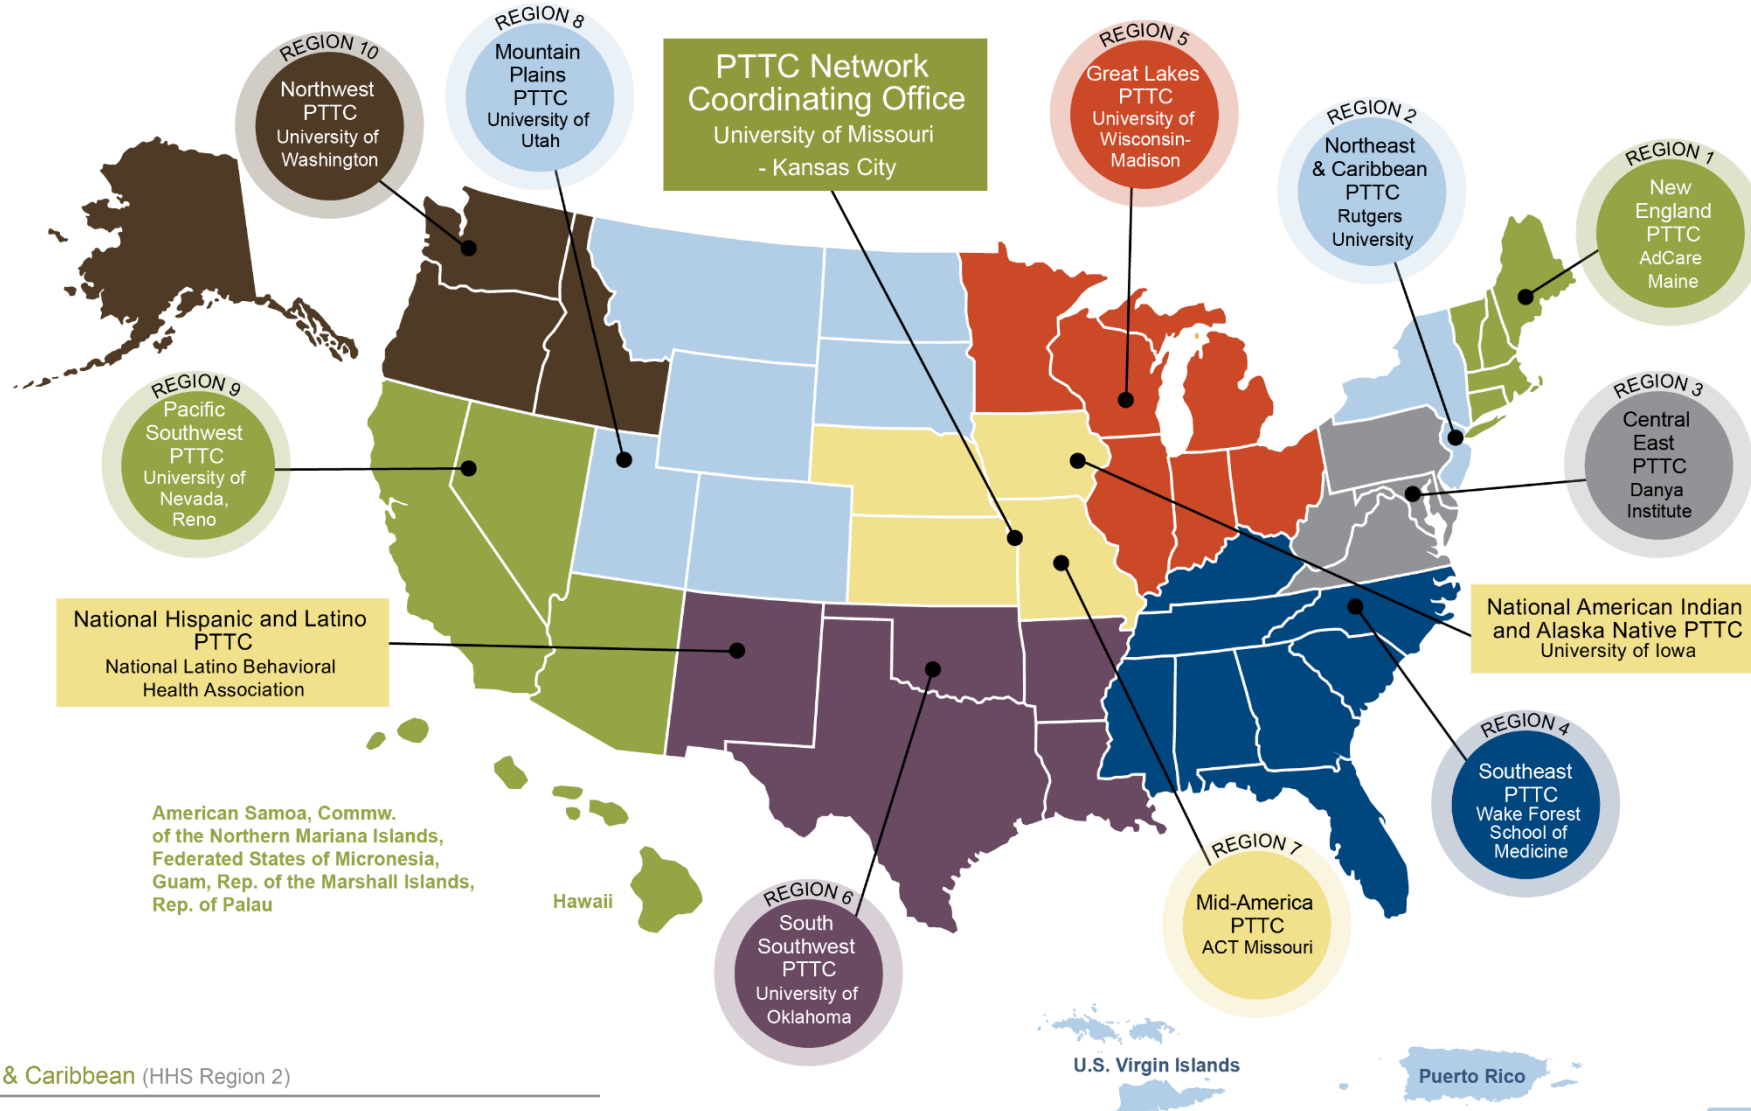 REGION 10
Northwest
PTTC
University of
Washington
REGION 8
Mountain
Plains
PTTC
University of
Utah
PTTC Network
Coordinating Office
University of Missouri
- Kansas City
REGION 5
Great Lakes
PTTC
University of
Wisconsin-
Madison
REGION 2
Northeast
& Caribbean
PTTC
Rutgers
University
REGION 1
New
England
PTTC
AdCare
Maine
REGION 9
Pacific
Southwest
PTTC
University of
Nevada,
Reno
REGION 3
Central
East
PTTC
Danya
Institute
National Hispanic and Latino
PTTC
National Latino Behavioral
Health Association
National American Indian
and Alaska Native PTTC
University of Iowa
REGION 4
Southeast
PTTC
Wake Forest
School of
Medicine
American Samoa, Commw.
of the Northern Mariana Islands,
Federated States of Micronesia,
Guam, Rep. of the Marshall Islands,
Rep. of Palau
Hawaii
REGION 6
South
Southwest
PTTC
University of
Oklahoma
REGION 7
Mid-America
PTTC
ACT Missouri
U.S. Virgin Islands
Puerto Rico
& Caribbean (HHS Region 2)